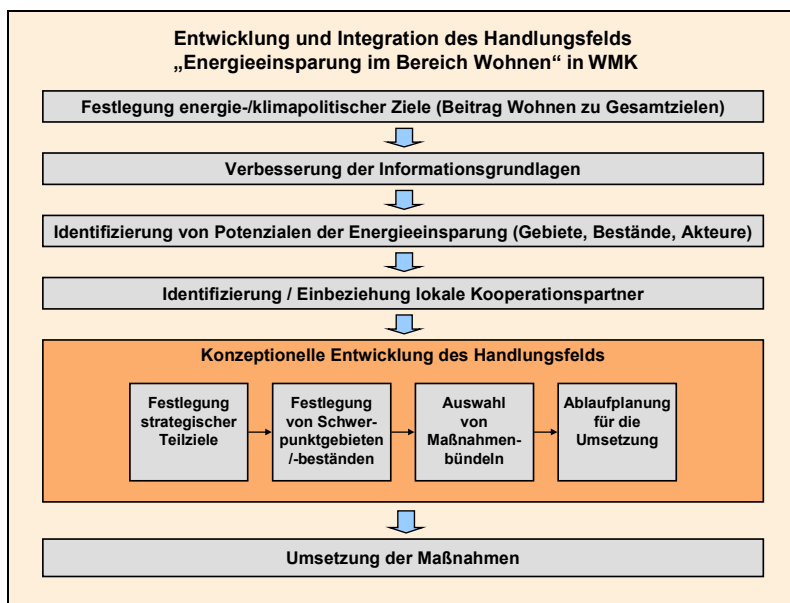 Entwicklung und Integration des Handlungsfelds
„Energieeinsparung im Bereich Wohnen“ in WMK
Festlegung energie-/klimapolitischer Ziele (Beitrag Wohnen zu Gesamtzielen)
Verbesserung der Informationsgrundlagen
Identifizierung von Potenzialen der Energieeinsparung (Gebiete, Bestände, Akteure)
Identifizierung / Einbeziehung lokale Kooperationspartner
Konzeptionelle Entwicklung des Handlungsfelds
Festlegung
strategischer
Teilziele
Festlegung
von Schwer-
punktgebieten
/-beständen
Auswahl
von
Maßnahmen-
bündeln
Ablaufplanung
für die
Umsetzung
Umsetzung der Maßnahmen